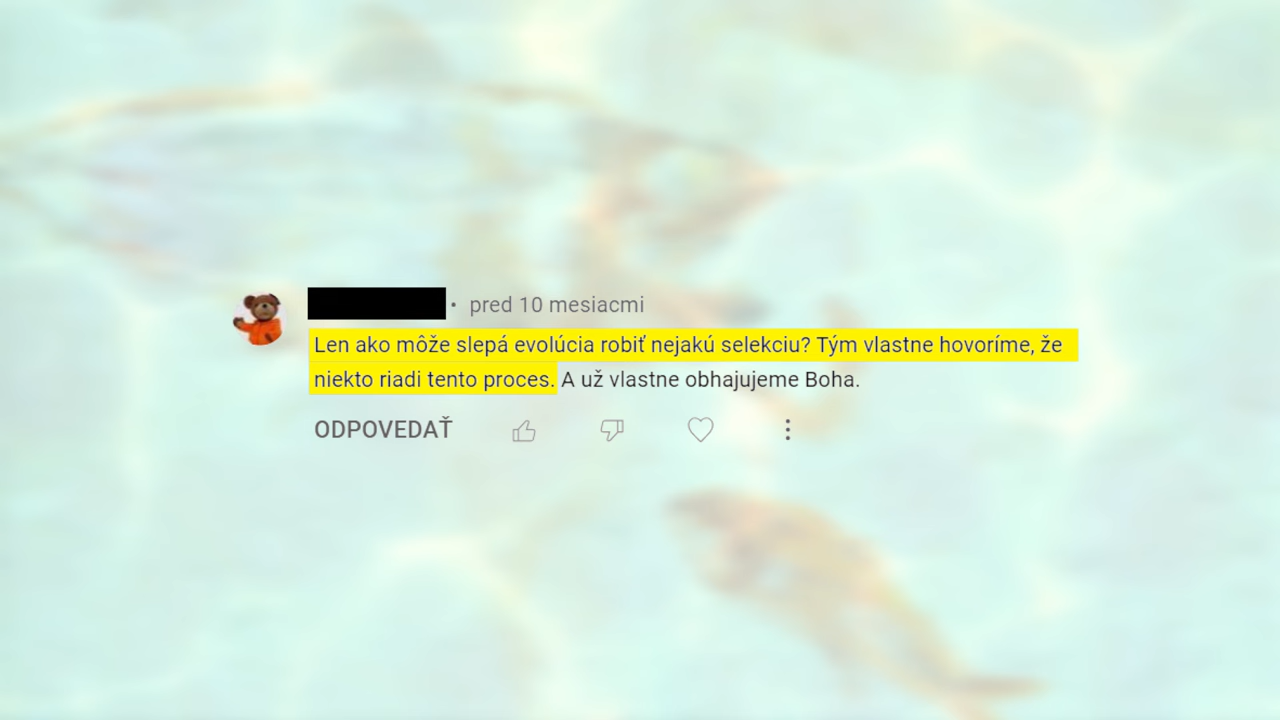 • pred 10 mesiacmi
Len ako môže slepá evolúcia robiť nejakú selekciu? Tým vlastne hovoríme, že
niekto riadi tento proces. A už vlastne obhajujeme Boha.
ODPOVEDAŤ